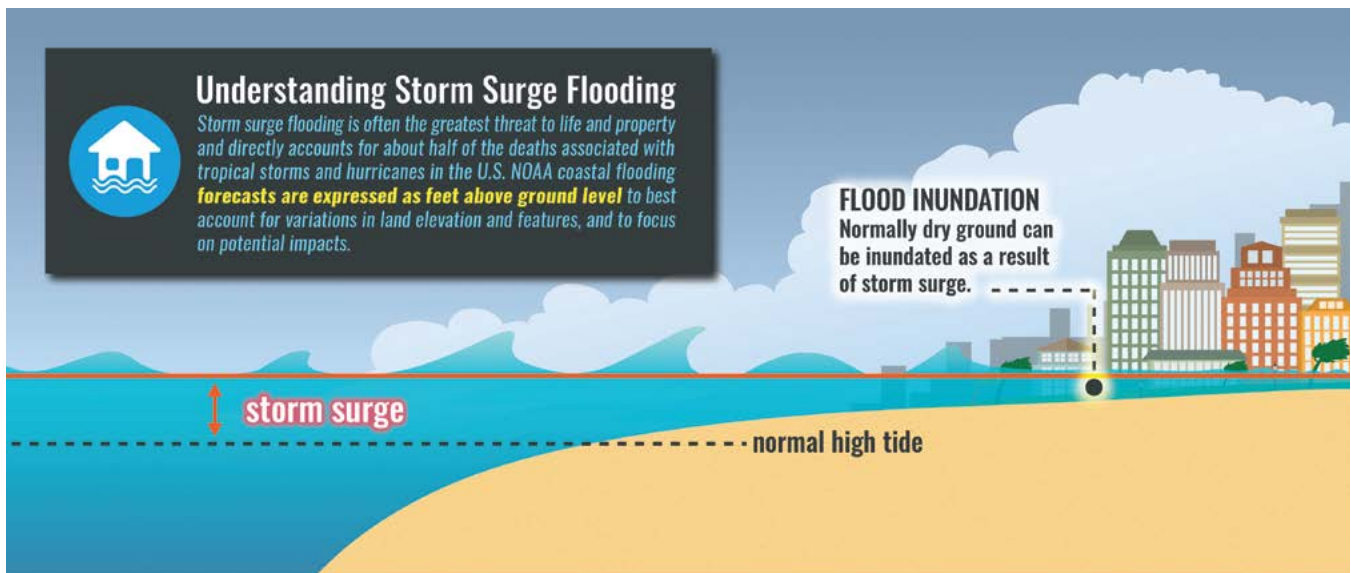 Understanding Storm Surge Flooding
Storm surge flooding is often the greatest threat to life and property
and directly accounts for about half of the deaths associated with
tropical storms and hurricanes in the U.S. NOAA coastal flooding
forecasts are expressed as feet above ground level to best
account for variations in land elevation and features, and to focus
on potential impacts.
FLOOD INUNDATION
Normally dry ground can
be inundated as a result
of storm surge.
storm surge
normal high tide